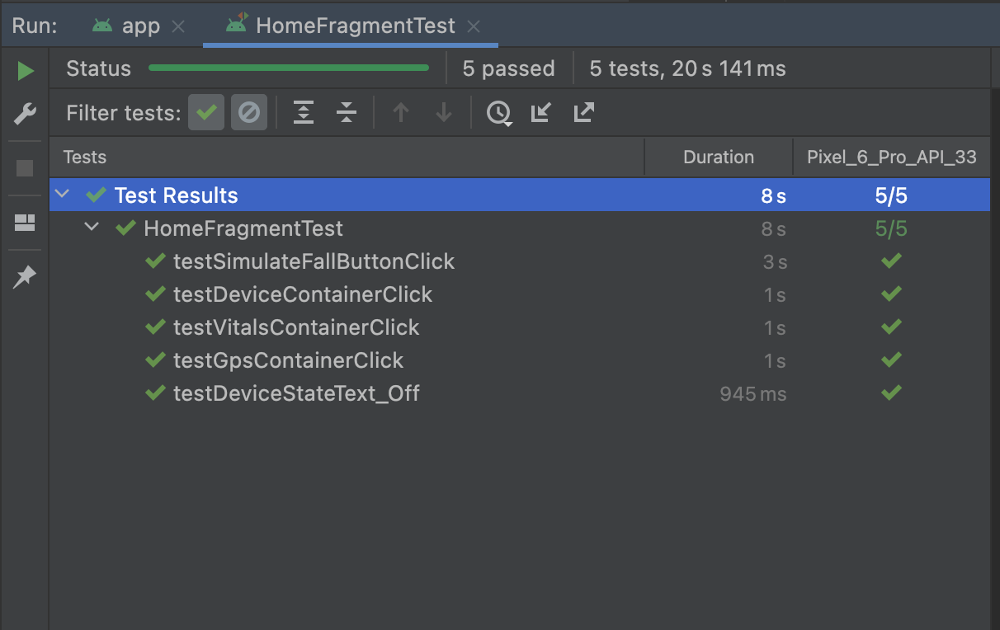 Run: app HomeFragmentTest
Status 5 passed 5 tests, 20 s 141 ms
Filter tests:
Tests Duration Pixel_6_Pro_API_33
Test Results 8 s 5/5
HomeFragmentTest 8 s 5/5
testSimulateFallButtonClick 3 s
testDeviceContainerClick 1 s
testVitalsContainerClick 1 s
testGpsContainerClick 1 s
testDeviceStateText_Off 945 ms